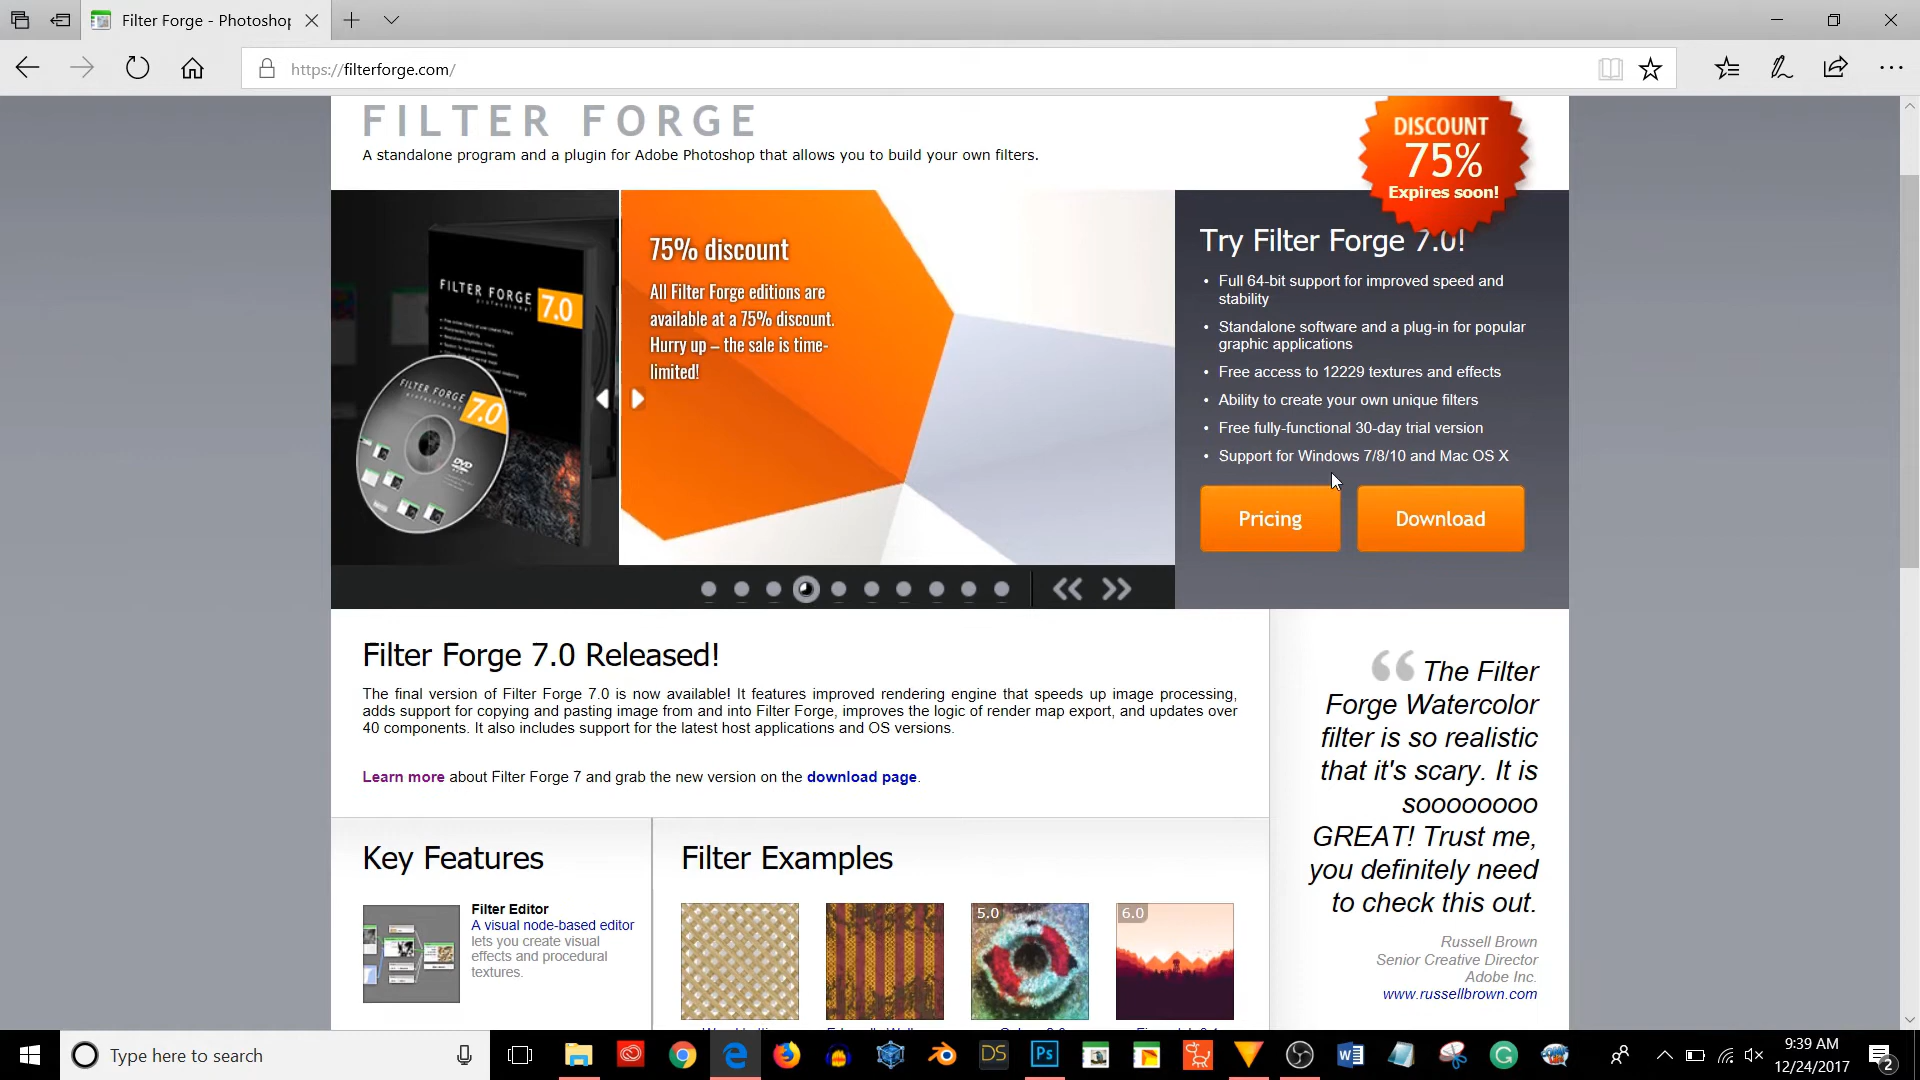 Filter Forge - Photoshop
https://filterforge.com/
FILTER FORGE
A standalone program and a plugin for Adobe Photoshop that allows you to build your own filters.
DISCOUNT
75%
Expires soon!
FILTER FORGE
professional
7.0
FILTER FORGE
professional
7.0
DVD
75% discount
All Filter Forge editions are
available at a 75% discount.
Hurry up – the sale is time-
limited!
Try Filter Forge 7.0!
• Full 64-bit support for improved speed and
stability
• Standalone software and a plug-in for popular
graphic applications
• Free access to 12229 textures and effects
• Ability to create your own unique filters
• Free fully-functional 30-day trial version
• Support for Windows 7/8/10 and Mac OS X
Pricing
Download
Filter Forge 7.0 Released!
The final version of Filter Forge 7.0 is now available! It features improved rendering engine that speeds up image processing,
adds support for copying and pasting image from and into Filter Forge, improves the logic of render map export, and updates over
40 components. It also includes support for the latest host applications and OS versions.
Learn more about Filter Forge 7 and grab the new version on the download page.
“The Filter
Forge Watercolor
filter is so realistic
that it's scary. It is
soooooooo
GREAT! Trust me,
you definitely need
to check this out.
Russell Brown
Senior Creative Director
Adobe Inc.
www.russellbrown.com
Key Features
Filter Editor
A visual node-based editor
lets you create visual
effects and procedural
textures.
Filter Examples
5.0
6.0
Type here to search
DS
Ps
9:39 AM
12/24/2017
2